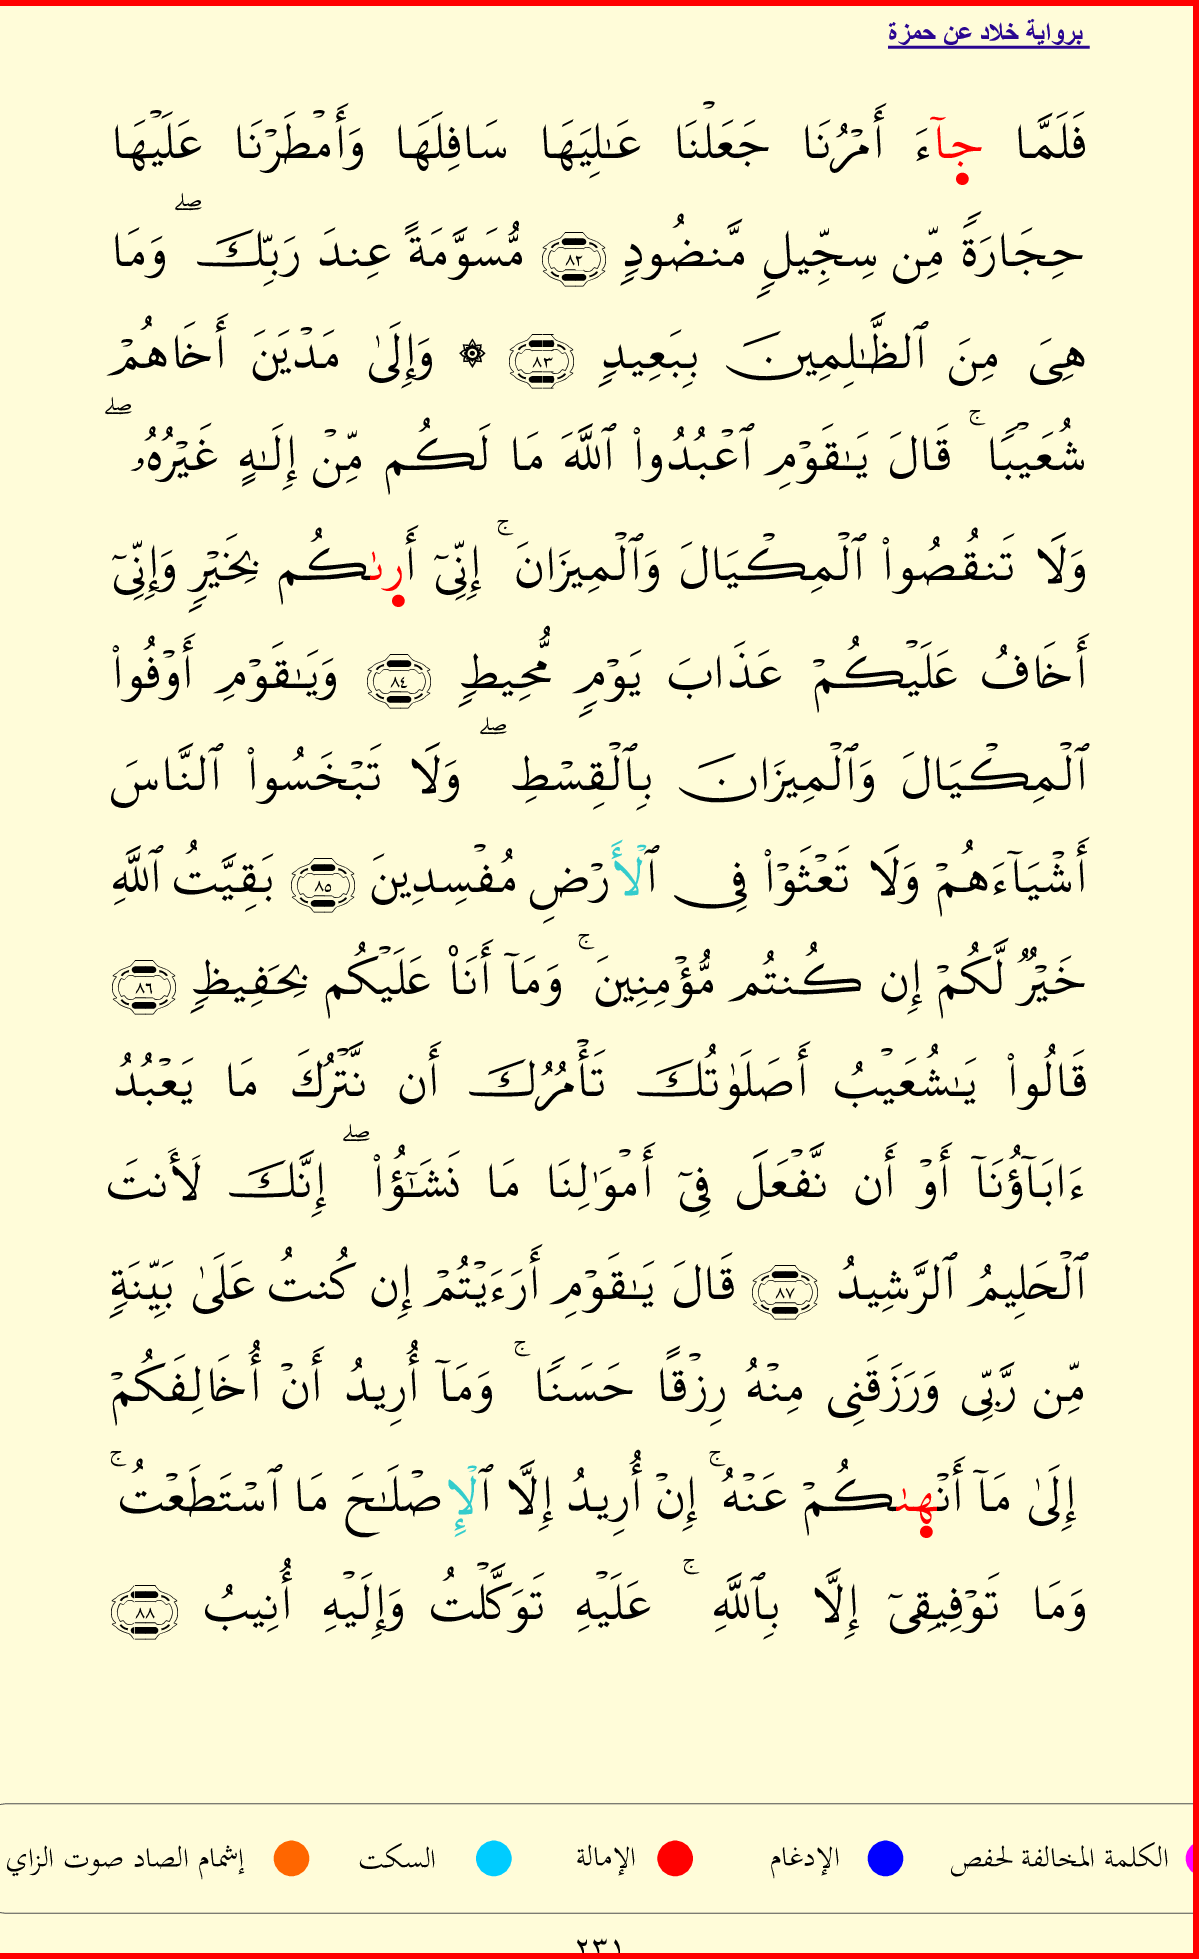 برواية خلاد عن حمزة
فَلَمَّا جَآءَ أَمۡرُنَا جَعَلۡنَا عَٰلِيَهَا سَافِلَهَا وَأَمۡطَرۡنَا عَلَيۡهَا
حِجَارَةٗ مِّن سِجِّيلٖ مَّنضُودٖ ٨٢ مُّسَوَّمَةً عِندَ رَبِّكَۖ وَمَا
هِيَ مِنَ ٱلظَّٰلِمِينَ بِبَعِيدٖ ٨٣ ۞ وَإِلَىٰ مَدۡيَنَ أَخَاهُمۡ
شُعَيۡبٗاۚ قَالَ يَٰقَوۡمِ ٱعۡبُدُواْ ٱللَّهَ مَا لَكُم مِّنۡ إِلَٰهٍ غَيۡرُهُۥۖ
وَلَا تَنقُصُواْ ٱلۡمِكۡيَالَ وَٱلۡمِيزَانَۚ إِنِّيٓ أَرىٰكُم بِخَيۡرٖ وَإِنِّيٓ
أَخَافُ عَلَيۡكُمۡ عَذَابَ يَوۡمٖ مُّحِيطٖ ٨٤ وَيَٰقَوۡمِ أَوۡفُواْ
ٱلۡمِكۡيَالَ وَٱلۡمِيزَانَ بِٱلۡقِسۡطِۖ وَلَا تَبۡخَسُواْ ٱلنَّاسَ
أَشۡيَآءَهُمۡ وَلَا تَعۡثَوۡاْ فِي ٱلۡأَرۡضِ مُفۡسِدِينَ ٨٥ بَقِيَّتُ ٱللَّهِ
خَيۡرٞ لَّكُمۡ إِن كُنتُم مُّؤۡمِنِينَۚ وَمَآ أَنَا۠ عَلَيۡكُم بِحَفِيظٖ ٨٦
قَالُواْ يَٰشُعَيۡبُ أَصَلَوٰتُكَ تَأۡمُرُكَ أَن نَّتۡرُكَ مَا يَعۡبُدُ
ءَابَآؤُنَآ أَوۡ أَن نَّفۡعَلَ فِيٓ أَمۡوَٰلِنَا مَا نَشَٰٓؤُاْۖ إِنَّكَ لَأَنتَ
ٱلۡحَلِيمُ ٱلرَّشِيدُ ٨٧ قَالَ يَٰقَوۡمِ أَرَءَيۡتُمۡ إِن كُنتُ عَلَىٰ بَيِّنَةٖ
مِّن رَّبِّي وَرَزَقَنِي مِنۡهُ رِزۡقًا حَسَنٗاۚ وَمَآ أُرِيدُ أَنۡ أُخَالِفَكُمۡ
إِلَىٰ مَآ أَنۡهىٰكُمۡ عَنۡهُۚ إِنۡ أُرِيدُ إِلَّا ٱلۡإِصۡلَٰحَ مَا ٱسۡتَطَعۡتُۚ
وَمَا تَوۡفِيقِيٓ إِلَّا بِٱللَّهِۚ عَلَيۡهِ تَوَكَّلۡتُ وَإِلَيۡهِ أُنِيبُ ٨٨
الكلمة المخالفة لحفص الإدغام الإمالة السكت إشمام الصاد صوت الزاي
٢٣١